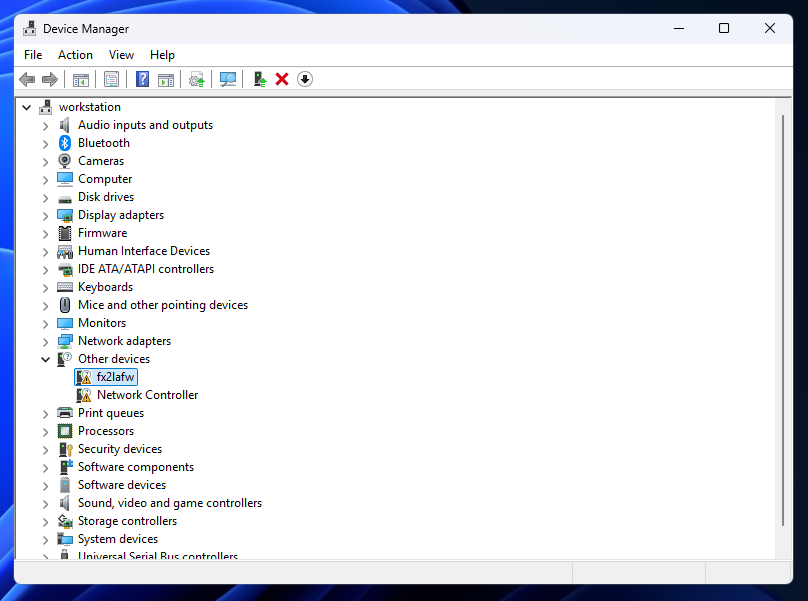 Device Manager
File Action View Help
workstation
Audio inputs and outputs
Bluetooth
Cameras
Computer
Disk drives
Display adapters
Firmware
Human Interface Devices
IDE ATA/ATAPI controllers
Keyboards
Mice and other pointing devices
Monitors
Network adapters
Other devices
fx2lafw
Network Controller
Print queues
Processors
Security devices
Software components
Software devices
Sound, video and game controllers
Storage controllers
System devices
Universal Serial Bus controllers